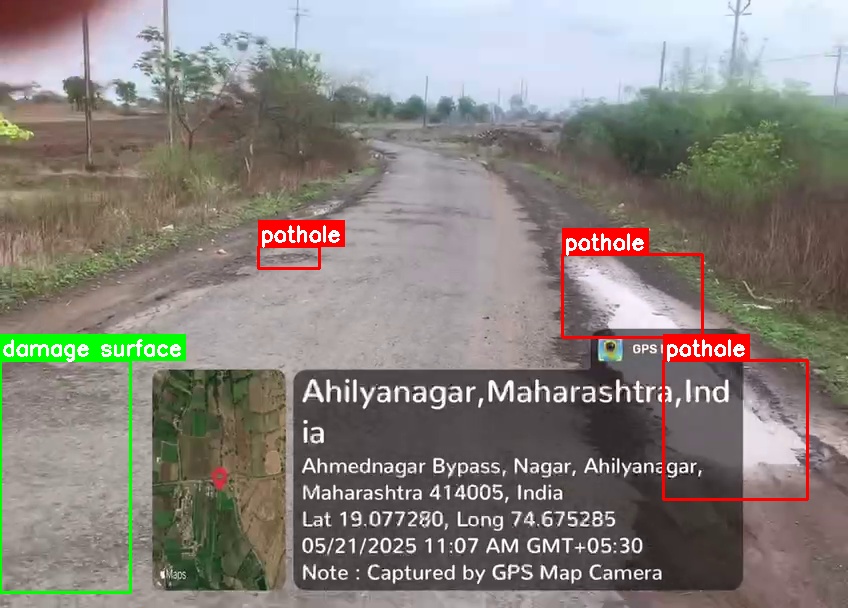 pothole
pothole
damage surface
GPS
pothole
Ahilyanagar,Maharashtra,Ind
ia
Ahmednagar Bypass, Nagar, Ahilyanagar,
Maharashtra 414005, India
Lat 19.077280, Long 74.675285
05/21/2025 11:07 AM GMT+05:30
Note : Captured by GPS Map Camera
Maps